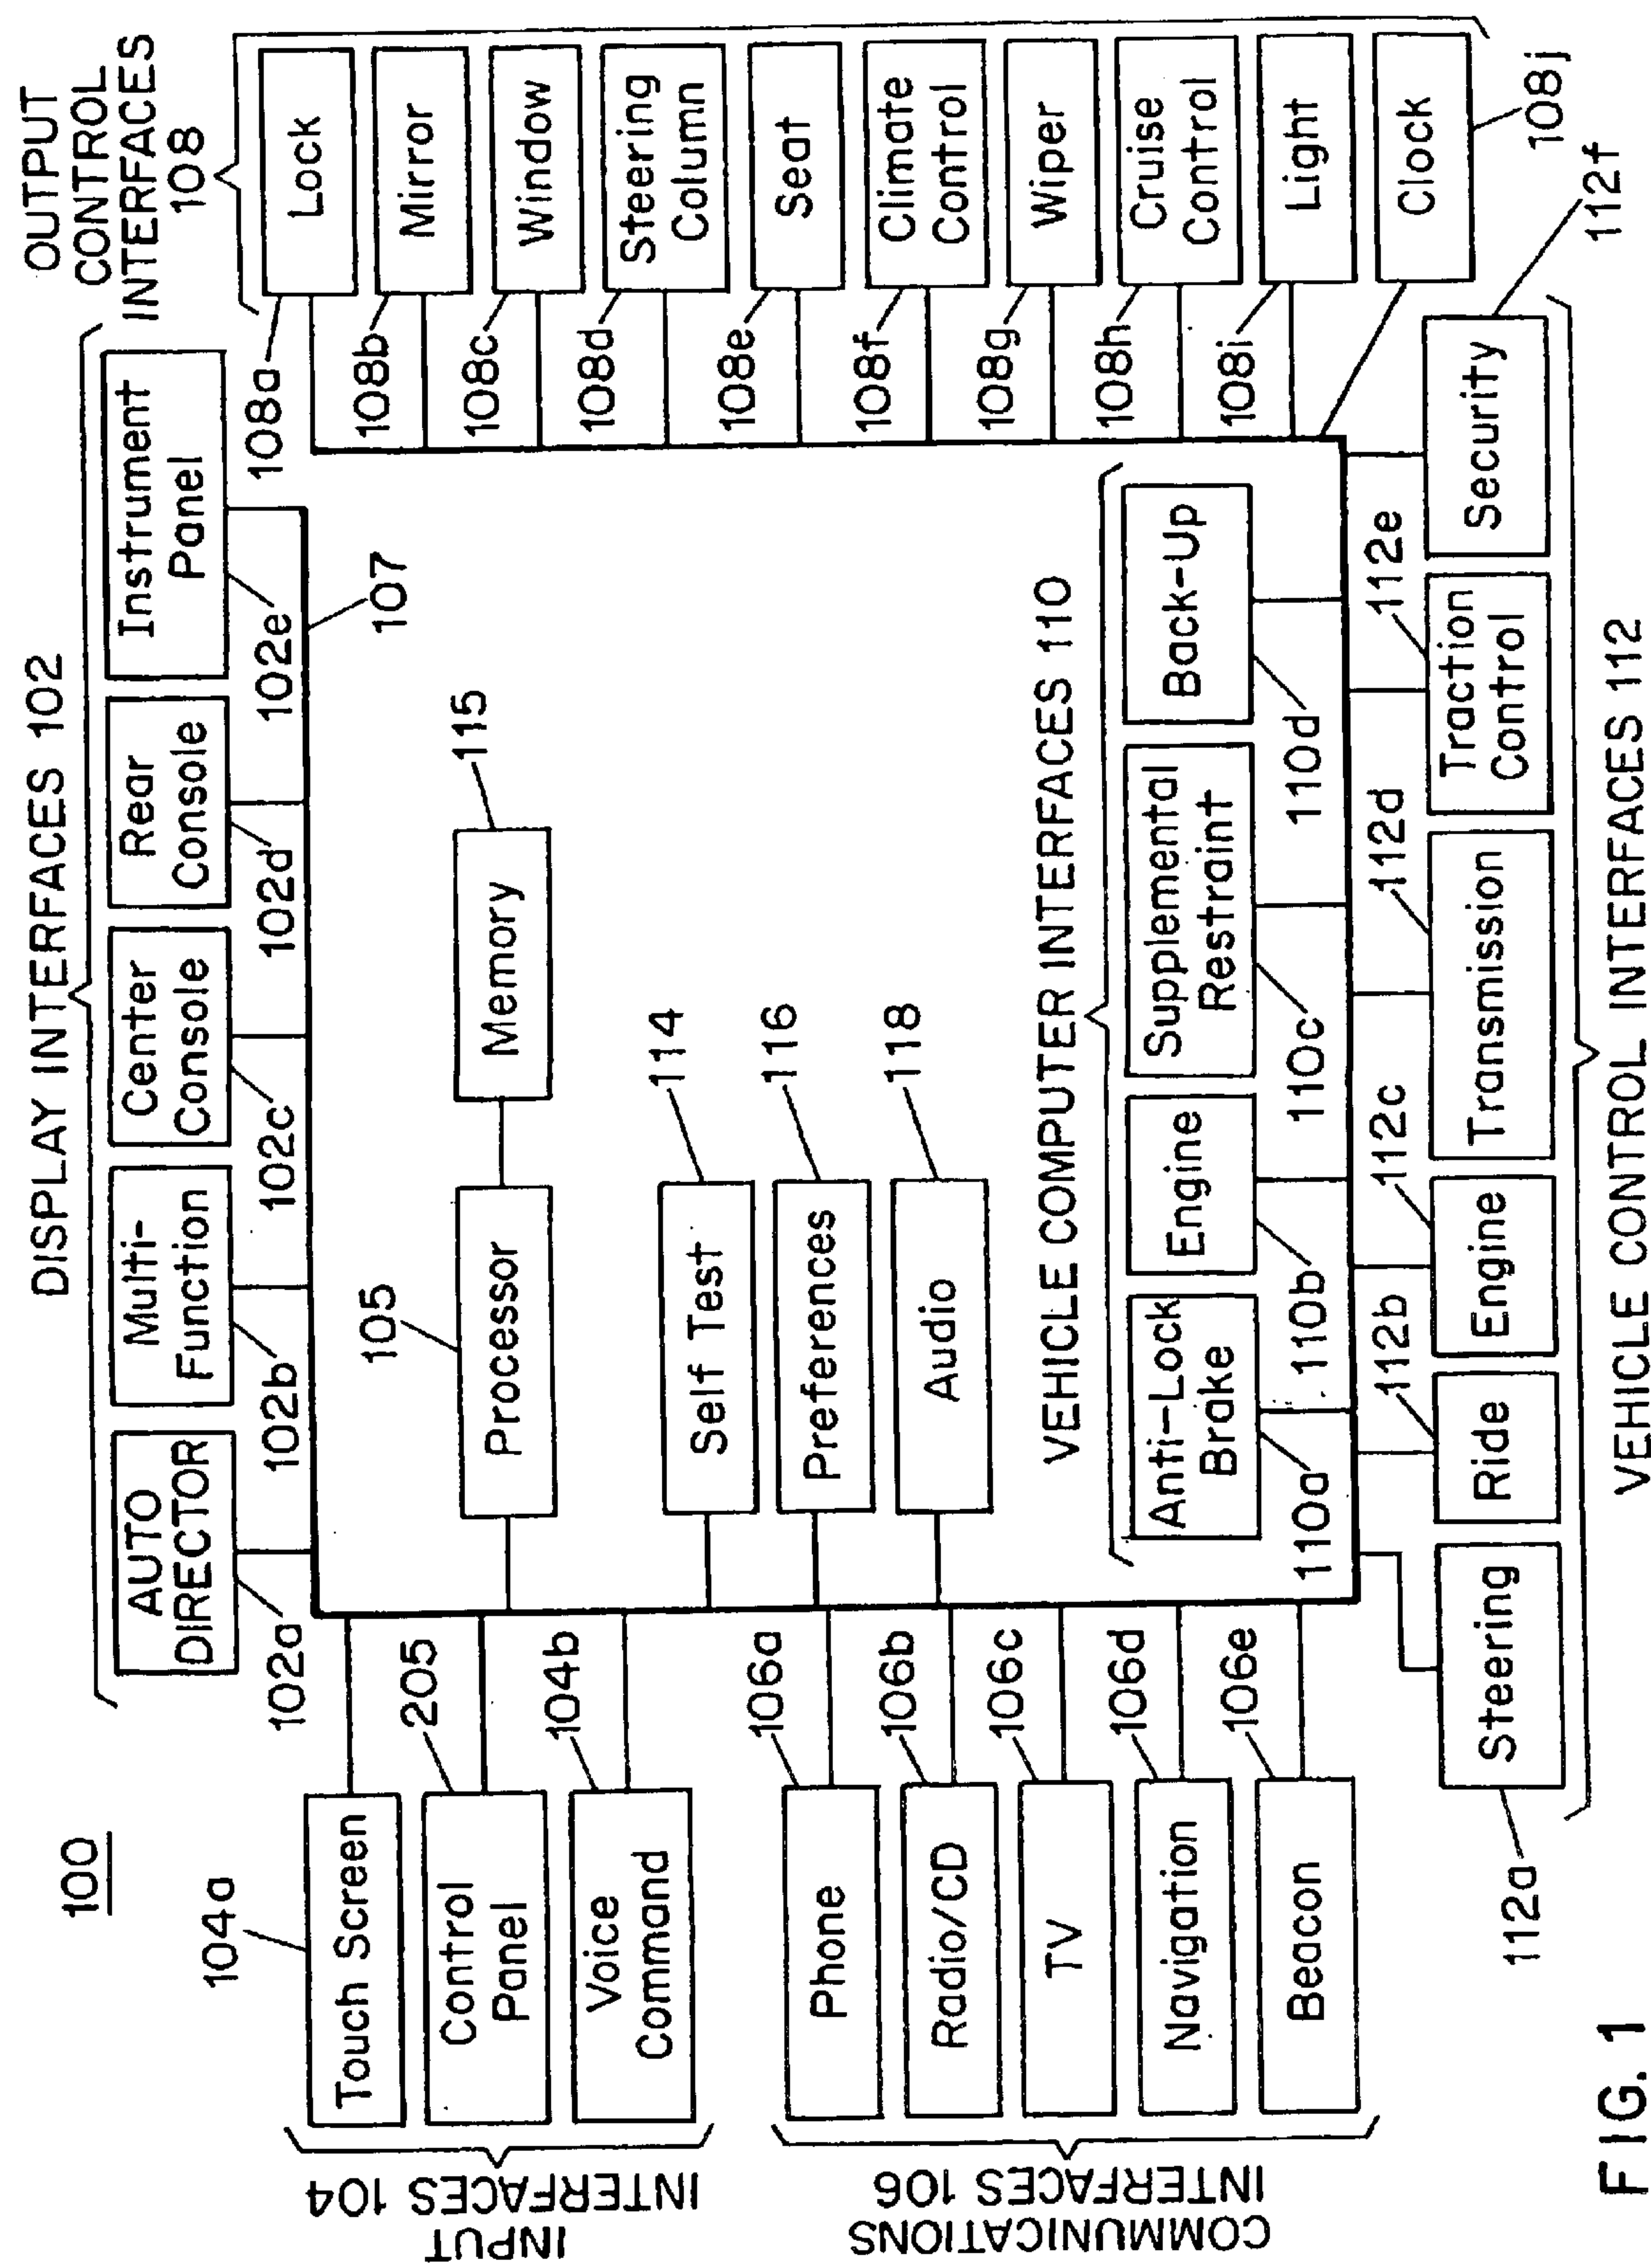 100
DISPLAY INTERFACES 102
AUTO
DIRECTOR
102a
Multi-
Function
102b
Center
Console
102c
Rear
Console
102d
Instrument
Panel
102e
107
OUTPUT
CONTROL
INTERFACES
108
Lock
108a
Mirror
108b
Window
108c
Steering
Column
108d
Seat
108e
Climate
Control
108f
Wiper
108g
Cruise
Control
108h
Light
108i
Clock
108j
INPUT
INTERFACES 104
104a
Touch Screen
Control
Panel
205
Voice
Command
104b
COMMUNICATIONS
INTERFACES 106
Phone
106a
Radio/CD
106b
TV
106c
Navigation
106d
Beacon
106e
105
Processor
Memory
115
Self Test
114
Preferences
116
Audio
118
VEHICLE COMPUTER INTERFACES 110
Anti-Lock
Brake
110a
Engine
110b
Supplemental
Restraint
110c
Back-Up
110d
Steering
112a
Ride
112b
Engine
112c
Transmission
112d
Traction
Control
112e
Security
112f
VEHICLE CONTROL INTERFACES 112
FIG. 1